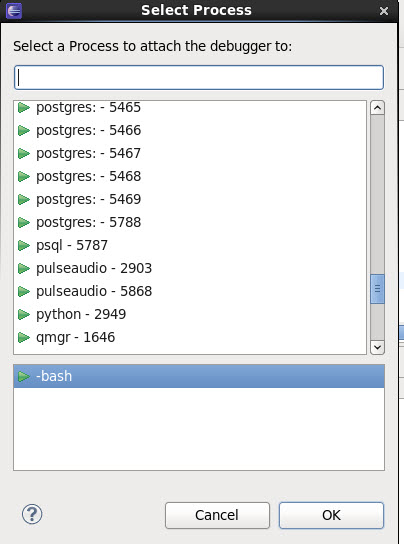 Select Process
Select a Process to attach the debugger to:
postgres: - 5465
postgres: - 5466
postgres: - 5467
postgres: - 5468
postgres: - 5469
postgres: - 5788
psql - 5787
pulseaudio - 2903
pulseaudio - 5868
python - 2949
qmgr - 1646
-bash
Cancel
OK